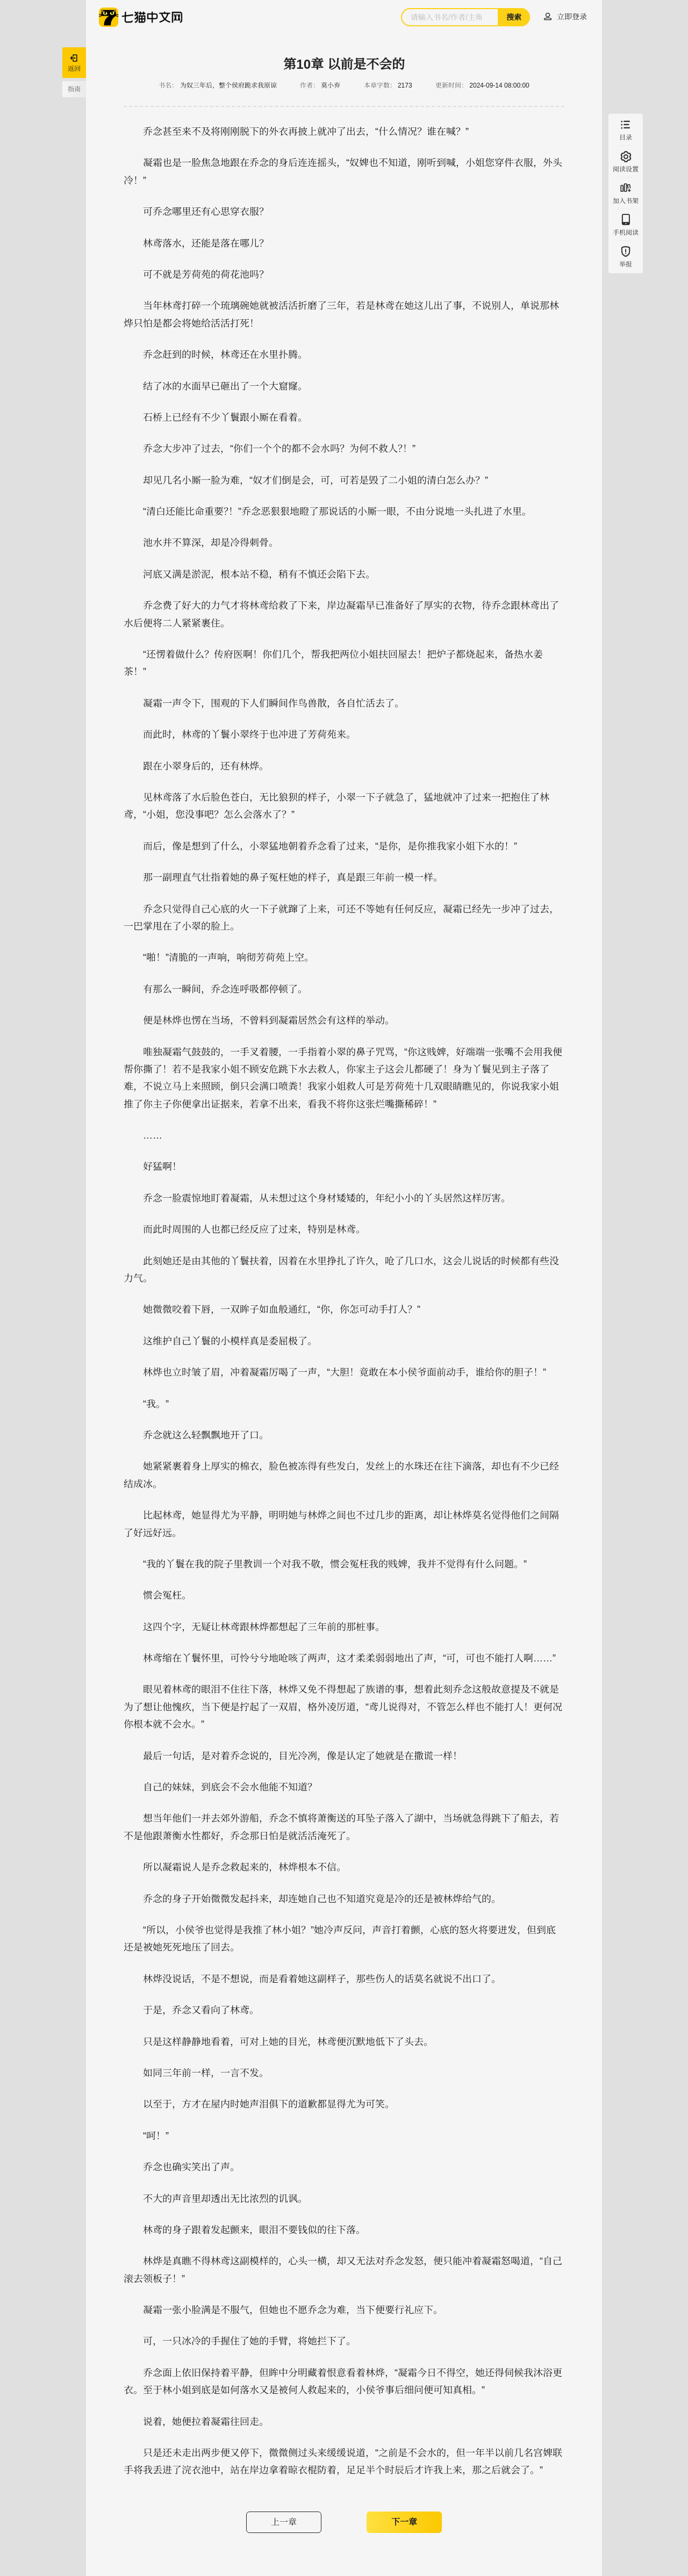 七猫中文网
请输入书名/作者/主角
搜索
立即登录
返回
指南
目录
阅读设置
加入书架
手机阅读
举报
第10章 以前是不会的
书名： 为奴三年后，整个侯府跪求我原谅 作者： 莫小弃 本章字数： 2173 更新时间： 2024-09-14 08:00:00
乔念甚至来不及将刚刚脱下的外衣再披上就冲了出去，“什么情况？谁在喊？”
凝霜也是一脸焦急地跟在乔念的身后连连摇头，“奴婢也不知道，刚听到喊，小姐您穿件衣服，外头
冷！”
可乔念哪里还有心思穿衣服？
林鸢落水，还能是落在哪儿？
可不就是芳荷苑的荷花池吗？
当年林鸢打碎一个琉璃碗她就被活活折磨了三年，若是林鸢在她这儿出了事，不说别人，单说那林
烨只怕是都会将她给活活打死！
乔念赶到的时候，林鸢还在水里扑腾。
结了冰的水面早已砸出了一个大窟窿。
石桥上已经有不少丫鬟跟小厮在看着。
乔念大步冲了过去，“你们一个个的都不会水吗？为何不救人？！”
却见几名小厮一脸为难，“奴才们倒是会，可，可若是毁了二小姐的清白怎么办？”
“清白还能比命重要？！”乔念恶狠狠地瞪了那说话的小厮一眼，不由分说地一头扎进了水里。
池水并不算深，却是冷得刺骨。
河底又满是淤泥，根本站不稳，稍有不慎还会陷下去。
乔念费了好大的力气才将林鸢给救了下来，岸边凝霜早已准备好了厚实的衣物，待乔念跟林鸢出了
水后便将二人紧紧裹住。
“还愣着做什么？传府医啊！你们几个，帮我把两位小姐扶回屋去！把炉子都烧起来，备热水姜
茶！”
凝霜一声令下，围观的下人们瞬间作鸟兽散，各自忙活去了。
而此时，林鸢的丫鬟小翠终于也冲进了芳荷苑来。
跟在小翠身后的，还有林烨。
见林鸢落了水后脸色苍白，无比狼狈的样子，小翠一下子就急了，猛地就冲了过来一把抱住了林
鸢，“小姐，您没事吧？怎么会落水了？”
而后，像是想到了什么，小翠猛地朝着乔念看了过来，“是你，是你推我家小姐下水的！”
那一副理直气壮指着她的鼻子冤枉她的样子，真是跟三年前一模一样。
乔念只觉得自己心底的火一下子就蹿了上来，可还不等她有任何反应，凝霜已经先一步冲了过去，
一巴掌甩在了小翠的脸上。
“啪！”清脆的一声响，响彻芳荷苑上空。
有那么一瞬间，乔念连呼吸都停顿了。
便是林烨也愣在当场，不曾料到凝霜居然会有这样的举动。
唯独凝霜气鼓鼓的，一手叉着腰，一手指着小翠的鼻子咒骂，“你这贱婢，好端端一张嘴不会用我便
帮你撕了！若不是我家小姐不顾安危跳下水去救人，你家主子这会儿都硬了！身为丫鬟见到主子落了
难，不说立马上来照顾，倒只会满口喷粪！我家小姐救人可是芳荷苑十几双眼睛瞧见的，你说我家小姐
推了你主子你便拿出证据来，若拿不出来，看我不将你这张烂嘴撕稀碎！”
……
好猛啊！
乔念一脸震惊地盯着凝霜，从未想过这个身材矮矮的，年纪小小的丫头居然这样厉害。
而此时周围的人也都已经反应了过来，特别是林鸢。
此刻她还是由其他的丫鬟扶着，因着在水里挣扎了许久，呛了几口水，这会儿说话的时候都有些没
力气。
她微微咬着下唇，一双眸子如血般通红，“你，你怎可动手打人？”
这维护自己丫鬟的小模样真是委屈极了。
林烨也立时皱了眉，冲着凝霜厉喝了一声，“大胆！竟敢在本小侯爷面前动手，谁给你的胆子！”
“我。”
乔念就这么轻飘飘地开了口。
她紧紧裹着身上厚实的棉衣，脸色被冻得有些发白，发丝上的水珠还在往下滴落，却也有不少已经
结成冰。
比起林鸢，她显得尤为平静，明明她与林烨之间也不过几步的距离，却让林烨莫名觉得他们之间隔
了好远好远。
“我的丫鬟在我的院子里教训一个对我不敬，惯会冤枉我的贱婢，我并不觉得有什么问题。”
惯会冤枉。
这四个字，无疑让林鸢跟林烨都想起了三年前的那桩事。
林鸢缩在丫鬟怀里，可怜兮兮地呛咳了两声，这才柔柔弱弱地出了声，“可，可也不能打人啊……”
眼见着林鸢的眼泪不住往下落，林烨又免不得想起了族谱的事，想着此刻乔念这般故意提及不就是
为了想让他愧疚，当下便是拧起了一双眉，格外凌厉道，“鸢儿说得对，不管怎么样也不能打人！更何况
你根本就不会水。”
最后一句话，是对着乔念说的，目光冷冽，像是认定了她就是在撒谎一样！
自己的妹妹，到底会不会水他能不知道？
想当年他们一并去郊外游船，乔念不慎将萧衡送的耳坠子落入了湖中，当场就急得跳下了船去，若
不是他跟萧衡水性都好，乔念那日怕是就活活淹死了。
所以凝霜说人是乔念救起来的，林烨根本不信。
乔念的身子开始微微发起抖来，却连她自己也不知道究竟是冷的还是被林烨给气的。
“所以，小侯爷也觉得是我推了林小姐？”她冷声反问，声音打着颤，心底的怒火将要迸发，但到底
还是被她死死地压了回去。
林烨没说话，不是不想说，而是看着她这副样子，那些伤人的话莫名就说不出口了。
于是，乔念又看向了林鸢。
只是这样静静地看着，可对上她的目光，林鸢便沉默地低下了头去。
如同三年前一样，一言不发。
以至于，方才在屋内时她声泪俱下的道歉都显得尤为可笑。
“呵！”
乔念也确实笑出了声。
不大的声音里却透出无比浓烈的讥讽。
林鸢的身子跟着发起颤来，眼泪不要钱似的往下落。
林烨是真瞧不得林鸢这副模样的，心头一横，却又无法对乔念发怒，便只能冲着凝霜怒喝道，“自己
滚去领板子！”
凝霜一张小脸满是不服气，但她也不愿乔念为难，当下便要行礼应下。
可，一只冰冷的手握住了她的手臂，将她拦下了。
乔念面上依旧保持着平静，但眸中分明藏着恨意看着林烨，“凝霜今日不得空，她还得伺候我沐浴更
衣。至于林小姐到底是如何落水又是被何人救起来的，小侯爷事后细问便可知真相。”
说着，她便拉着凝霜往回走。
只是还未走出两步便又停下，微微侧过头来缓缓说道，“之前是不会水的，但一年半以前几名宫婢联
手将我丢进了浣衣池中，站在岸边拿着晾衣棍防着，足足半个时辰后才许我上来，那之后就会了。”
上一章
下一章